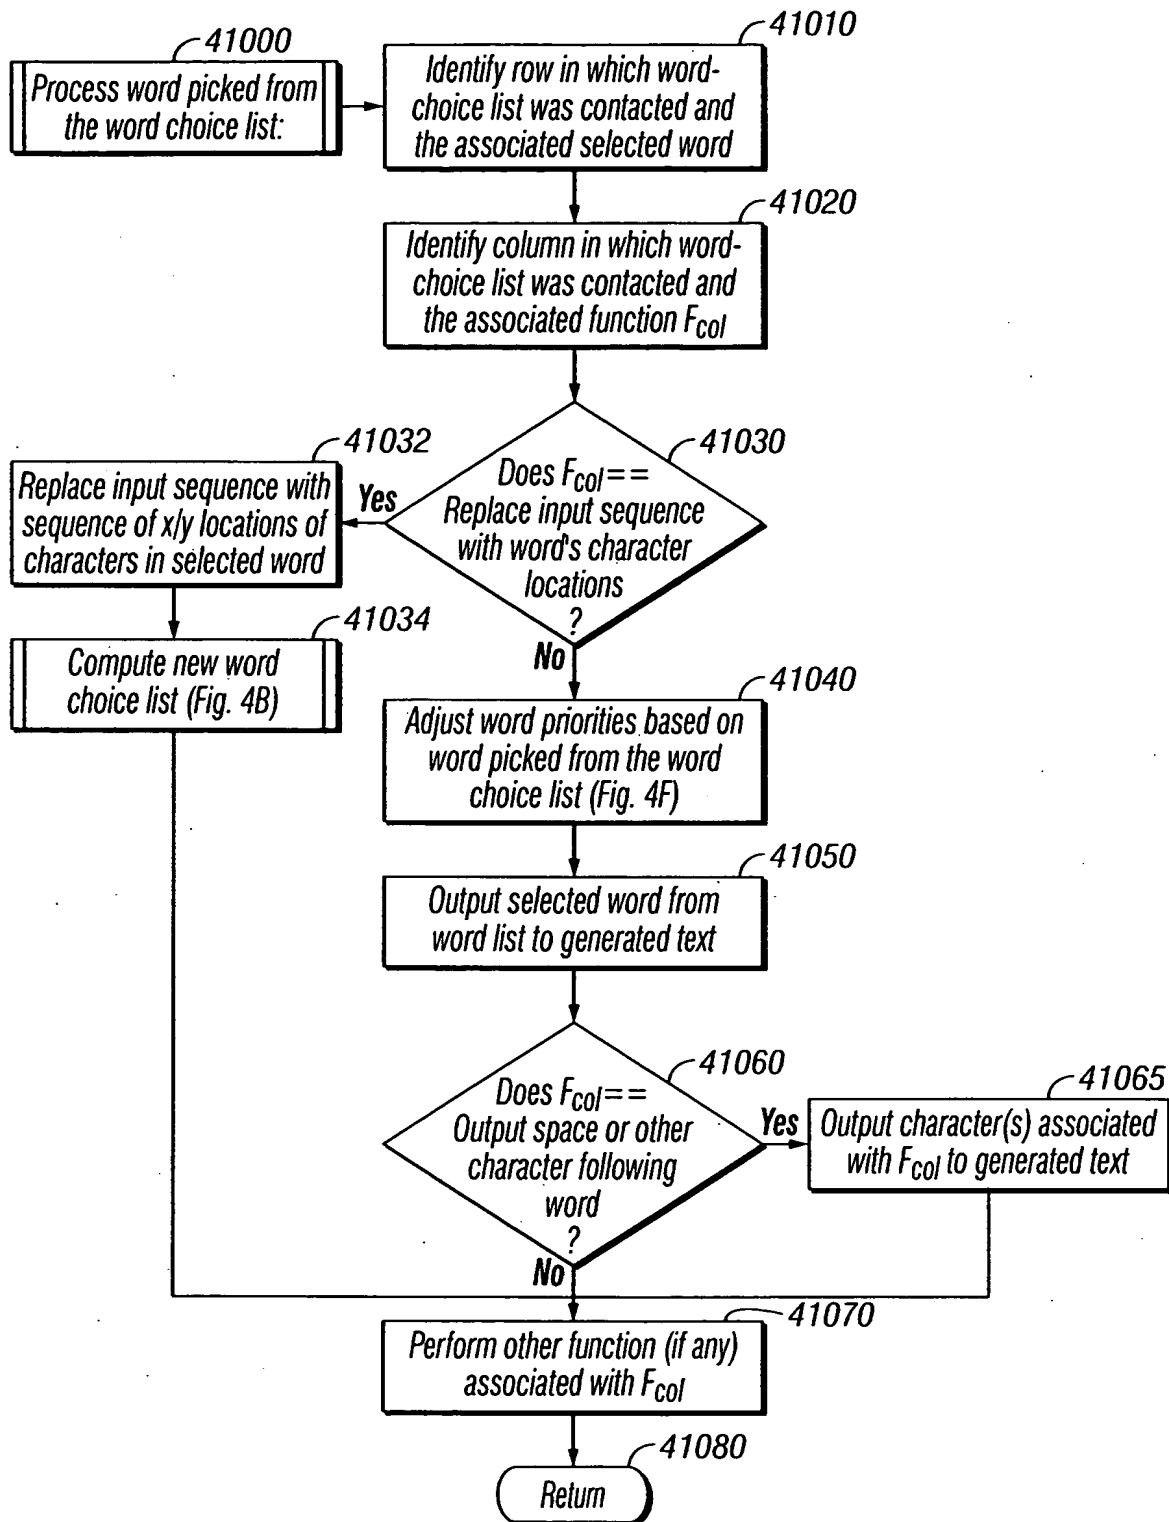 41000
Process word picked from
the word choice list:
41010
Identify row in which word-
choice list was contacted and
the associated selected word
41020
Identify column in which word-
choice list was contacted and
the associated function Fcol
41030
Does Fcol==
Replace input sequence
with word's character
locations
?
Yes
No
41032
Replace input sequence with
sequence of x/y locations of
characters in selected word
41034
Compute new word
choice list (Fig. 4B)
41040
Adjust word priorities based on
word picked from the word
choice list (Fig. 4F)
41050
Output selected word from
word list to generated text
41060
Does Fcol==
Output space or other
character following
word
?
Yes
No
41065
Output character(s) associated
with Fcol to generated text
41070
Perform other function (if any)
associated with Fcol
41080
Return